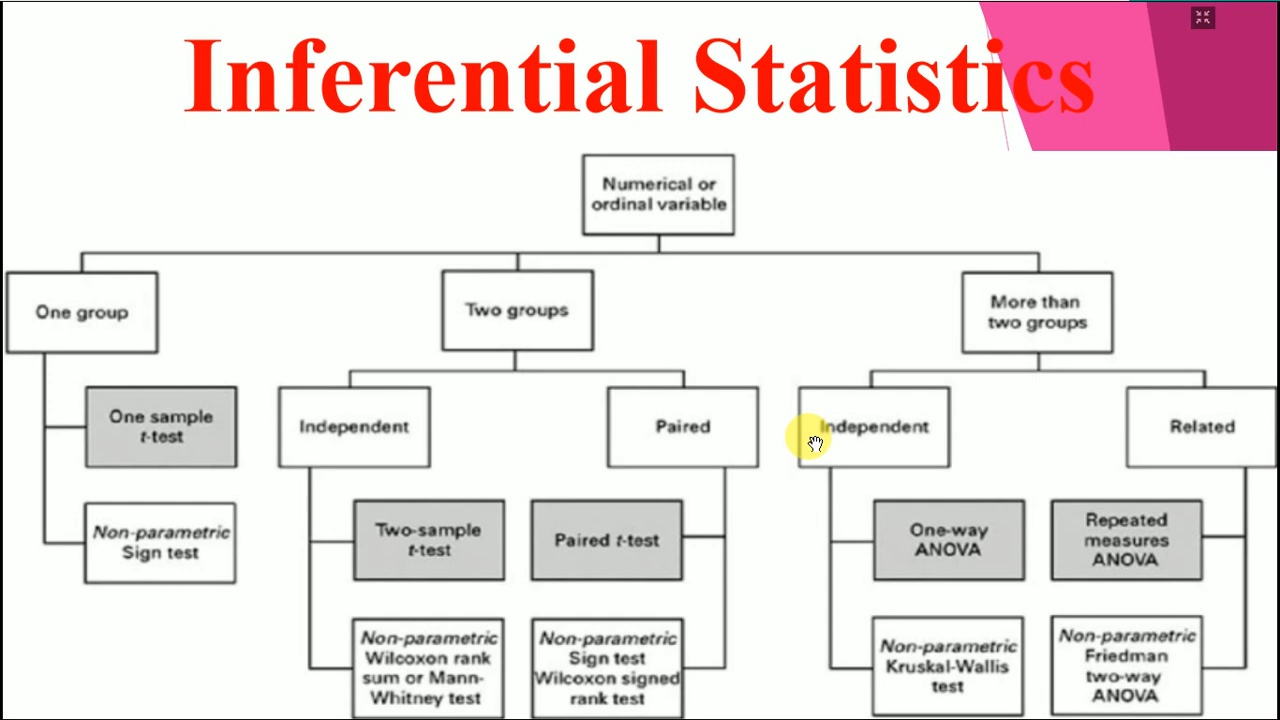 Inferential Statistics
Numerical or
ordinal variable
One group
Two groups
More than
two groups
One sample
t-test
Independent
Paired
Independent
Related
Non-parametric
Sign test
Two-sample
t-test
Paired t-test
One-way
ANOVA
Repeated
measures
ANOVA
Non-parametric
Wilcoxon rank
sum or Mann-
Whitney test
Non-parametric
Sign test
Wilcoxon signed
rank test
Non-parametric
Kruskal-Wallis
test
Non-parametric
Friedman
two-way
ANOVA